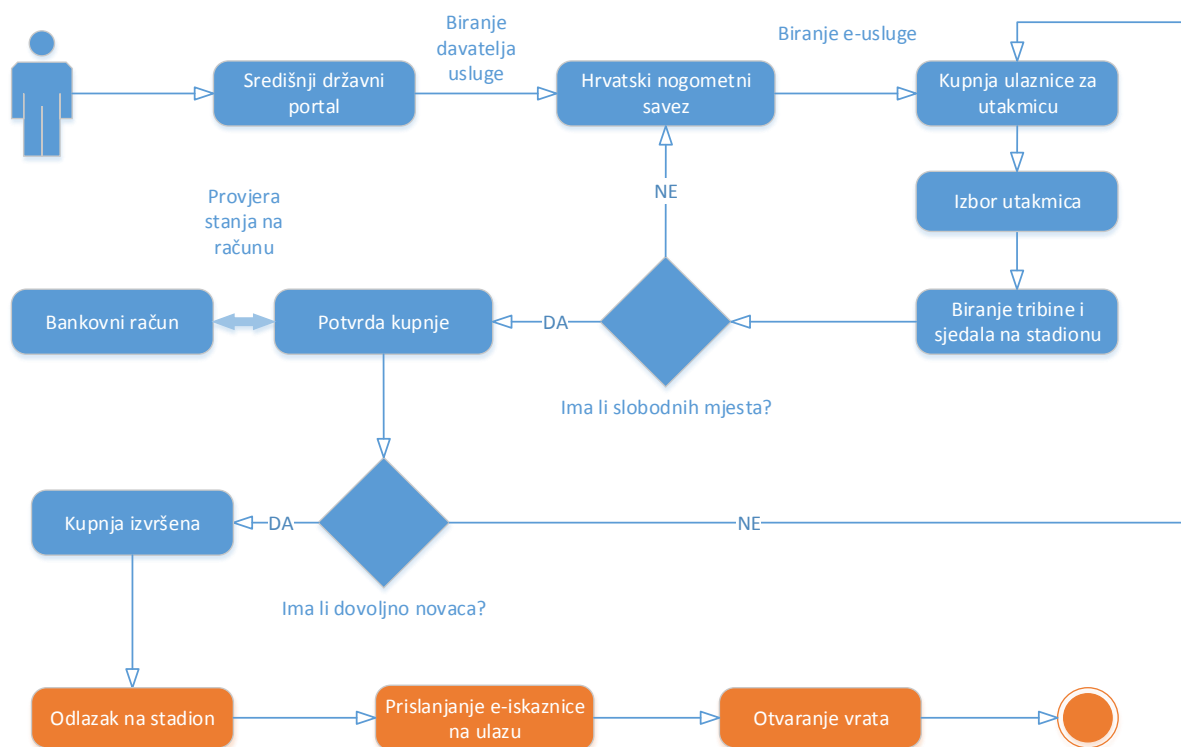 Biranje
davatelja
usluge
Biranje e-usluge
Središnji državni
portal
Hrvatski nogometni
savez
Kupnja ulaznice za
utakmicu
NE
Provjera
stanja na
računu
Izbor utakmica
Bankovni račun
Potvrda kupnje
DA
Biranje tribine i
sjedala na stadionu
Ima li slobodnih mjesta?
Kupnja izvršena
DA
NE
Ima li dovoljno novaca?
Odlazak na stadion
Prislanjanje e-iskaznice
na ulazu
Otvaranje vrata